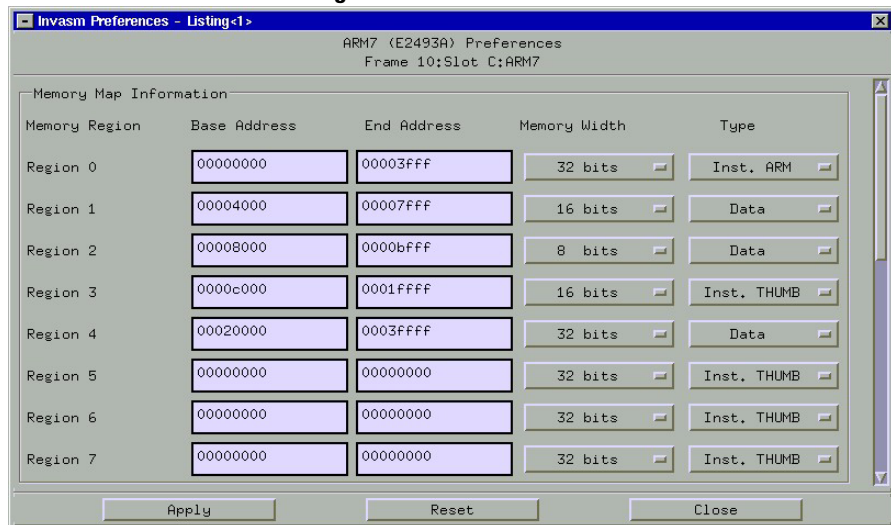 Invasm Preferences - Listing<1>
ARM7 (E2493A) Preferences
Frame 10:Slot C:ARM7
Memory Map Information
Memory Region Base Address End Address Memory Width Type
Region 0 00000000 00003fff 32 bits Inst. ARM
Region 1 00004000 00007fff 16 bits Data
Region 2 00008000 0000bfff 8 bits Data
Region 3 0000c000 0001ffff 16 bits Inst. THUMB
Region 4 00020000 0003ffff 32 bits Data
Region 5 00000000 00000000 32 bits Inst. THUMB
Region 6 00000000 00000000 32 bits Inst. THUMB
Region 7 00000000 00000000 32 bits Inst. THUMB
Apply Reset Close